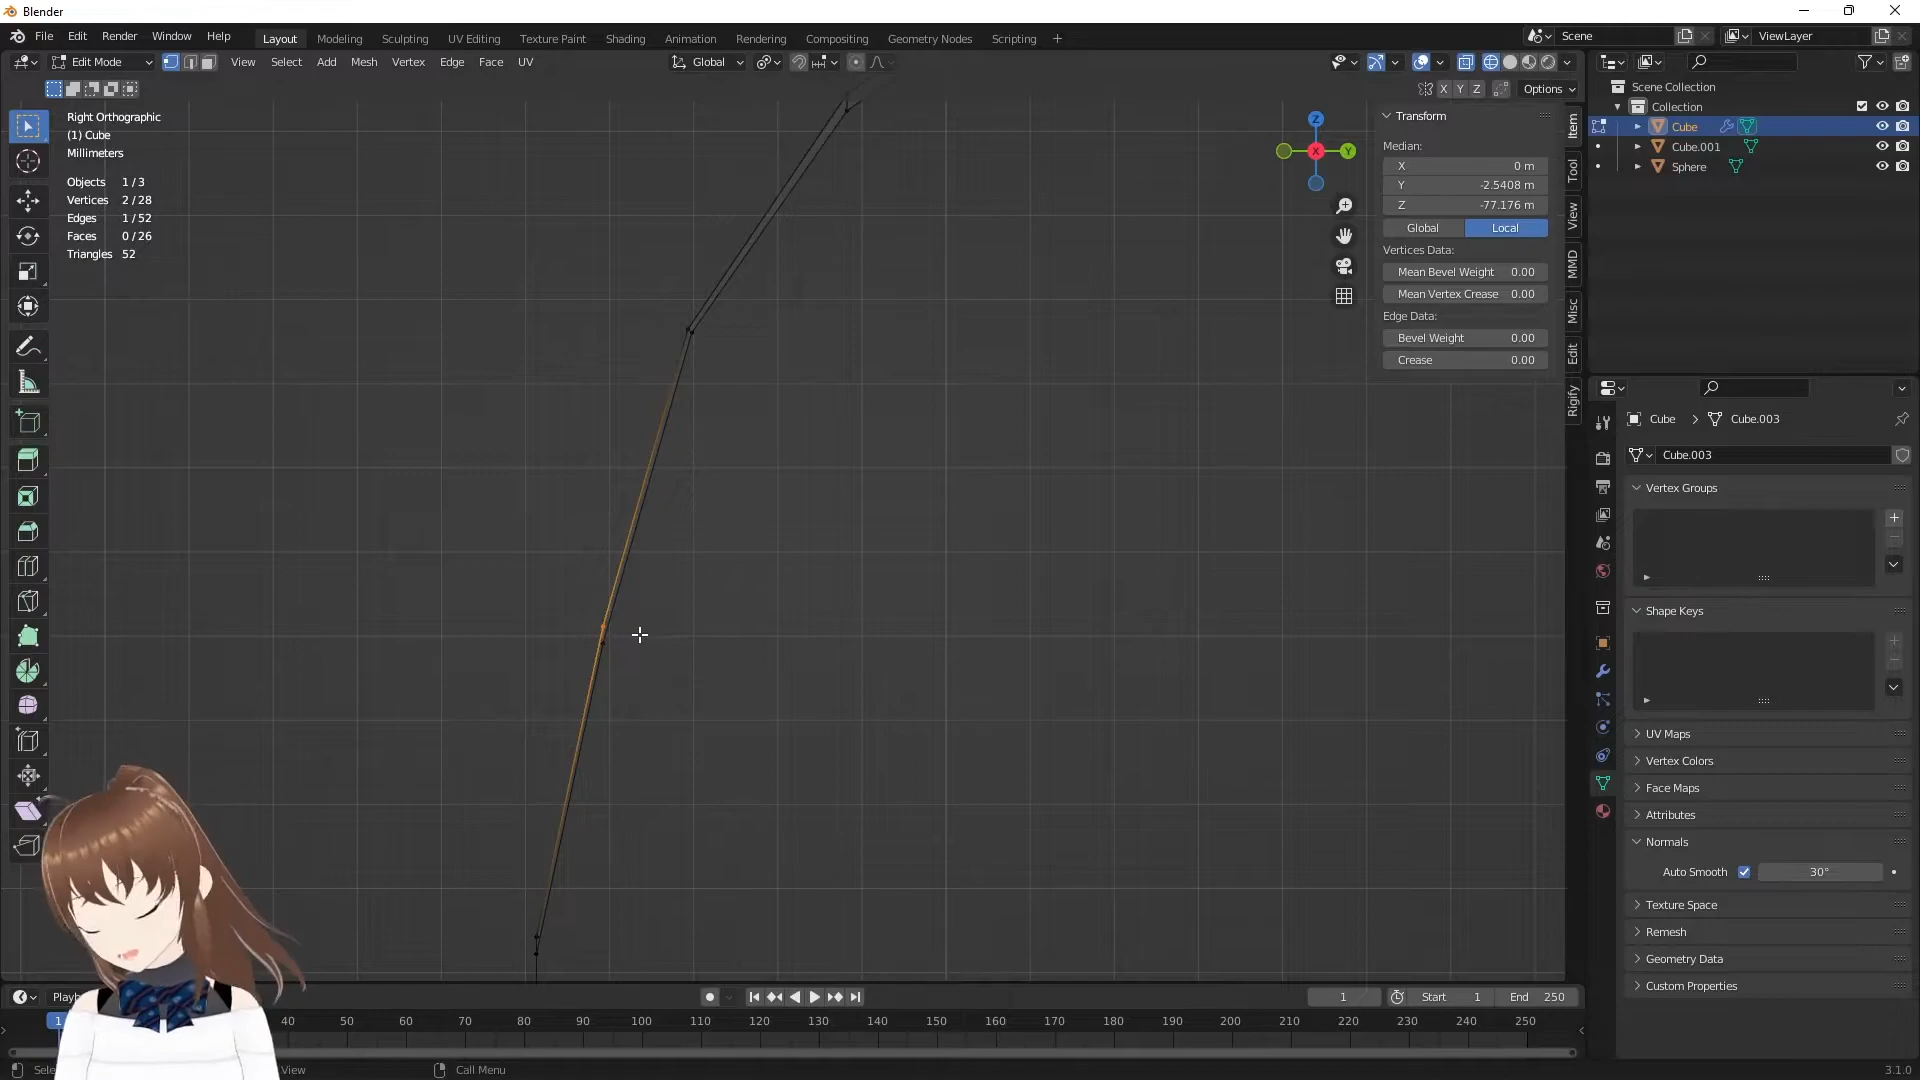 Blender
File Edit Render Window Help
Layout Modeling Sculpting UV Editing Texture Paint Shading Animation Rendering Compositing Geometry Nodes Scripting +
Scene
ViewLayer
Edit Mode
View Select Add Mesh Vertex Edge Face UV
Global
X Y Z
Options
Right Orthographic
(1) Cube
Millimeters
Objects 1/3
Vertices 2/28
Edges 1/52
Faces 0/26
Triangles 52
Z
X
Y
Transform
Median:
X 0 m
Y -2.5408 m
Z -77.176 m
Global Local
Vertices Data:
Mean Bevel Weight 0.00
Mean Vertex Crease 0.00
Edge Data:
Bevel Weight 0.00
Crease 0.00
Item
Tool
View
MMD
Misc
Edit
Rigify
Scene Collection
Collection
Cube
Cube.001
Sphere
Cube Cube.003
Cube.003
Vertex Groups
Shape Keys
UV Maps
Vertex Colors
Face Maps
Attributes
Normals
Auto Smooth 30°
Texture Space
Remesh
Geometry Data
Custom Properties
Playb
1 Start 1 End 250
1 40 50 60 70 80 90 100 110 120 130 140 150 160 170 180 190 200 210 220 230 240 250
Sele View Call Menu
3.1.0